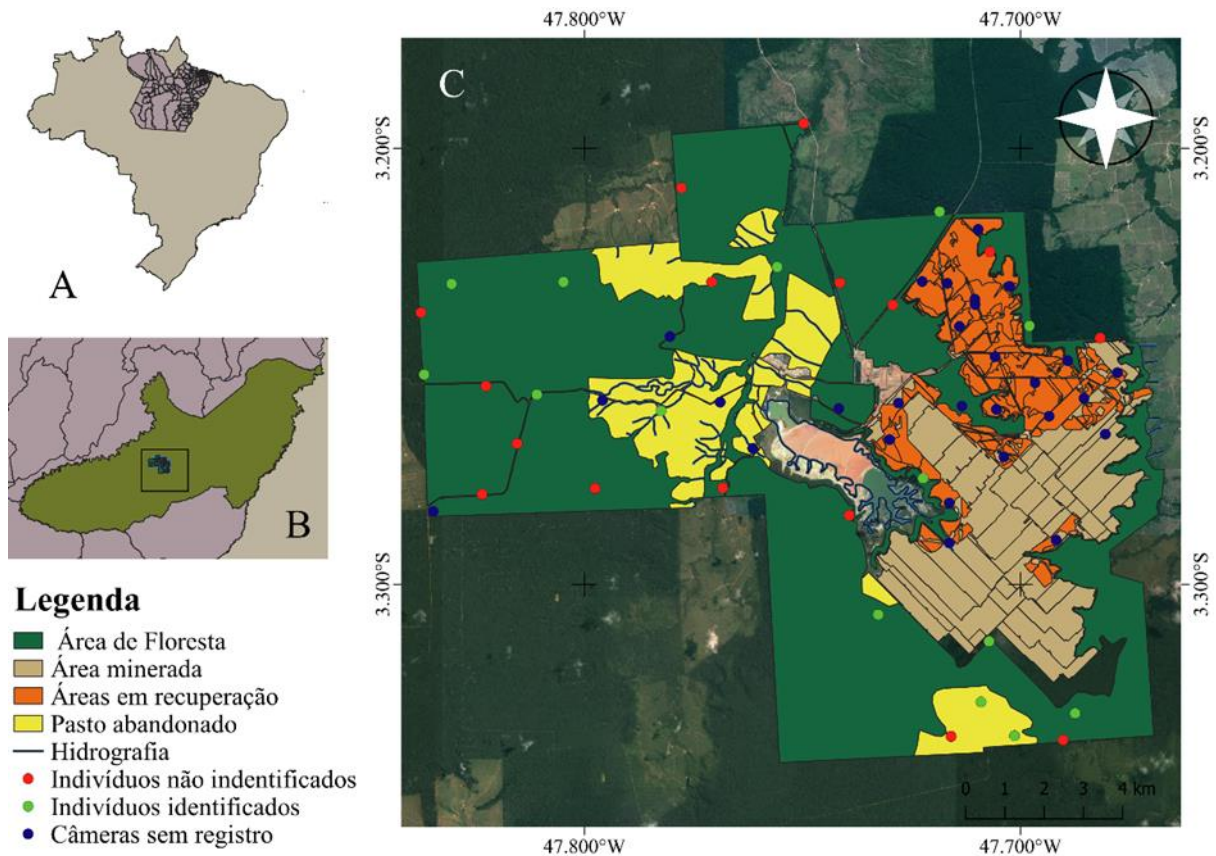 47.800°W
47.700°W
A
B
C
3.200°S
3.200°S
3.300°S
3.300°S
Legenda
Área de Floresta
Área minerada
Áreas em recuperação
Pasto abandonado
Hidrografia
Indivíduos não indentificados
Indivíduos identificados
Câmeras sem registro
0 1 2 3 4 km
47.800°W
47.700°W